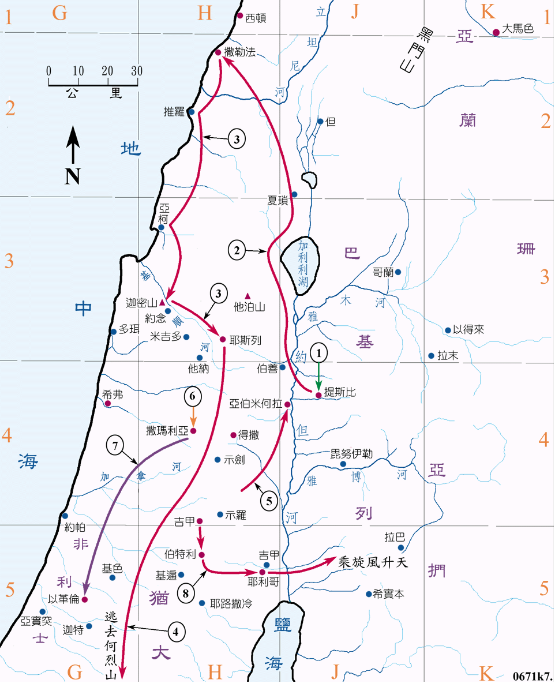 G H J K
1 1
西頓
立坦尼河
黑門山
亞蘭
大馬色
撒勒法
0 10 20 30
公里
N
2 2
推羅
③
但
地中海
夏瑣
亞柯
②
加利利湖
巴珊
3 3
哥蘭
雅木河
迦密山
約念
③
他泊山
基順河
多珥
米吉多
耶斯列
以得來
拉末
他納
伯善
約但河
①
提斯比
希弗
⑥
亞伯米何拉
撒瑪利亞
得撒
4 4
⑦
加拿河
示劍
毘努伊勒
雅博河
基列
亞捫
⑤
約帕
示羅
吉甲
拉巴
非利士
伯特利
吉甲
乘旋風升天
5 5
基色
基遍
耶利哥
⑧
以革倫
希實本
亞實突
迦特
④
逃去何烈山
猶大
耶路撒冷
鹽海
G H J K
0671k7.